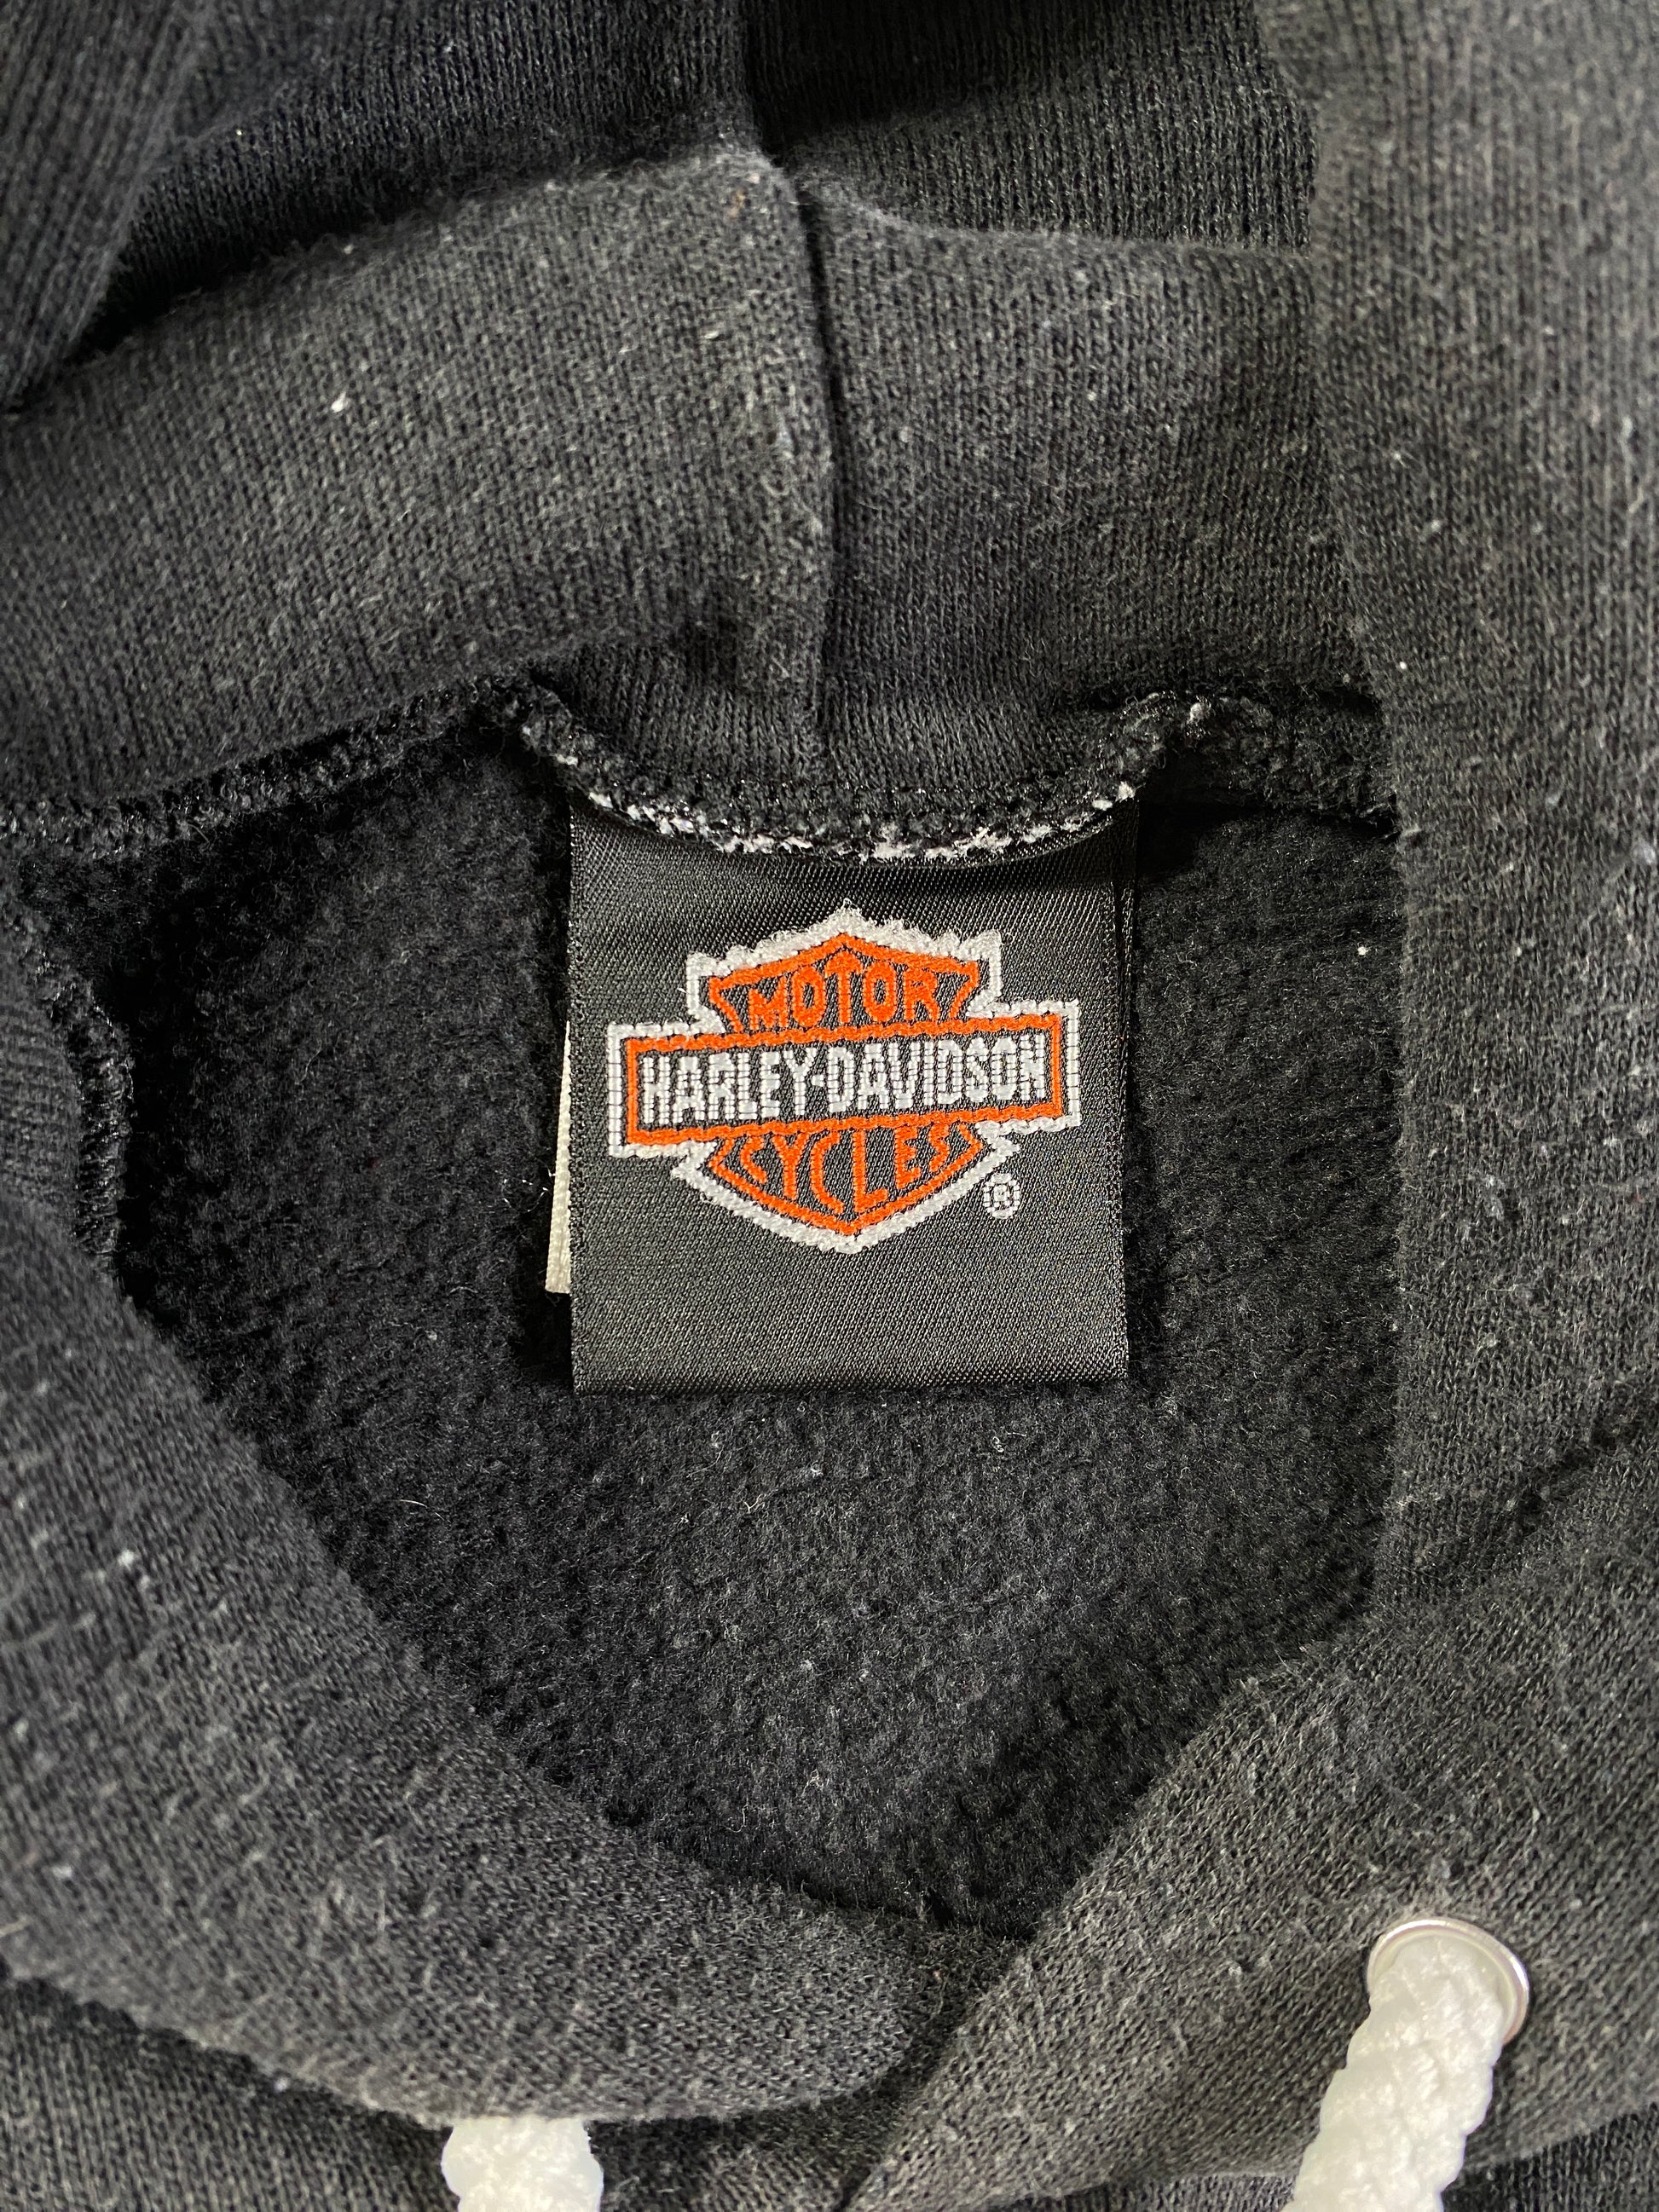 MOTOR
HARLEY-DAVIDSON
CYCLES
®